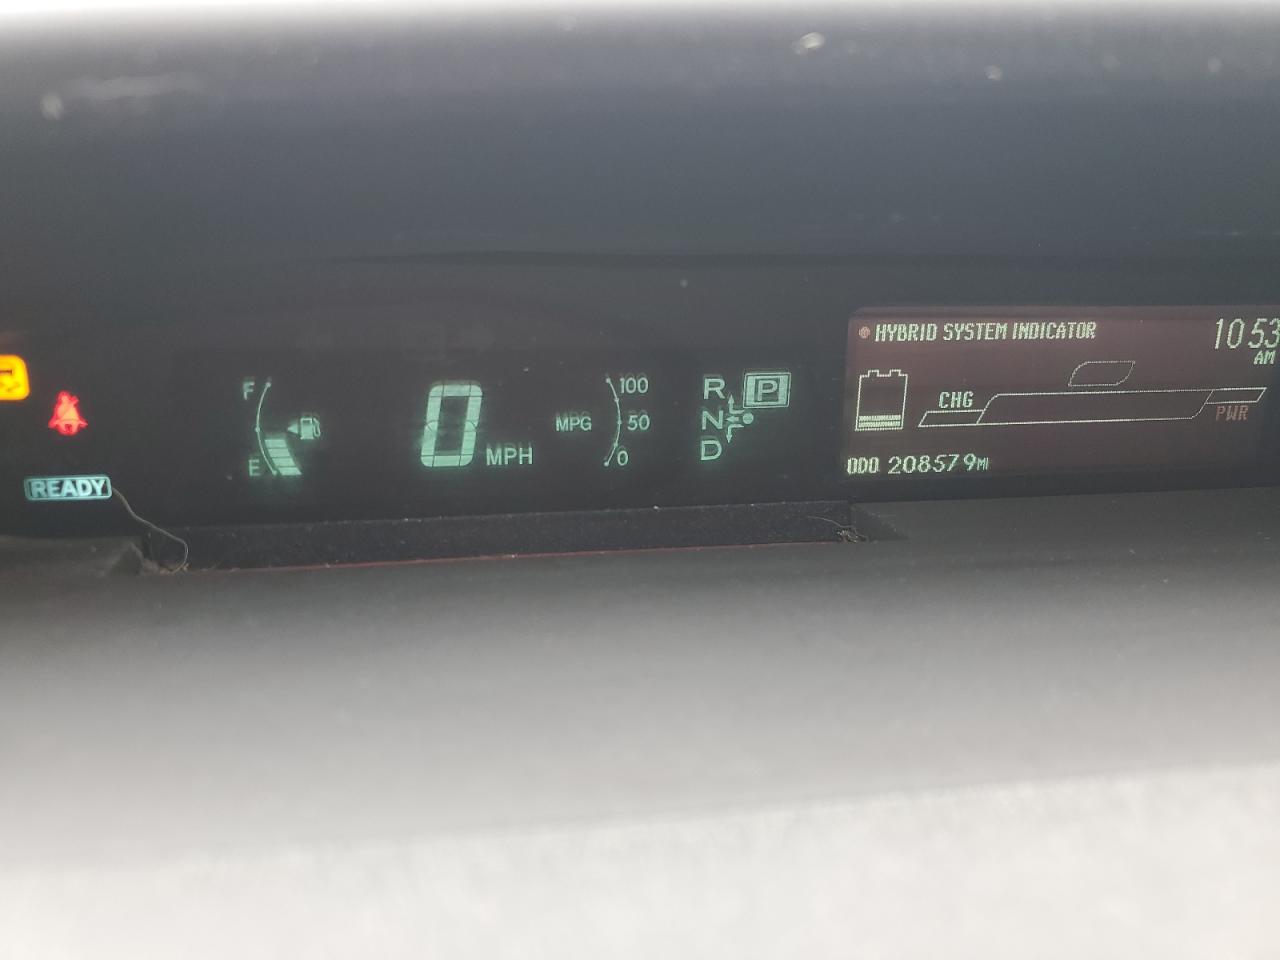 HYBRID SYSTEM INDICATOR
10 53
AM
F
E
0
MPH
MPG
100
50
0
R
N
D
P
CHG
PWR
ODO 208579MI
READY